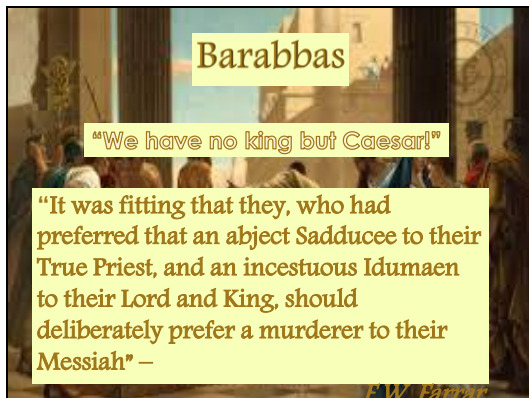 Barabbas
“We have no king but Caesar!”
“It was fitting that they, who had
preferred that an abject Sadducee to their
True Priest, and an incestuous Idumaen
to their Lord and King, should
deliberately prefer a murderer to their
Messiah” –
F.W. Farrar